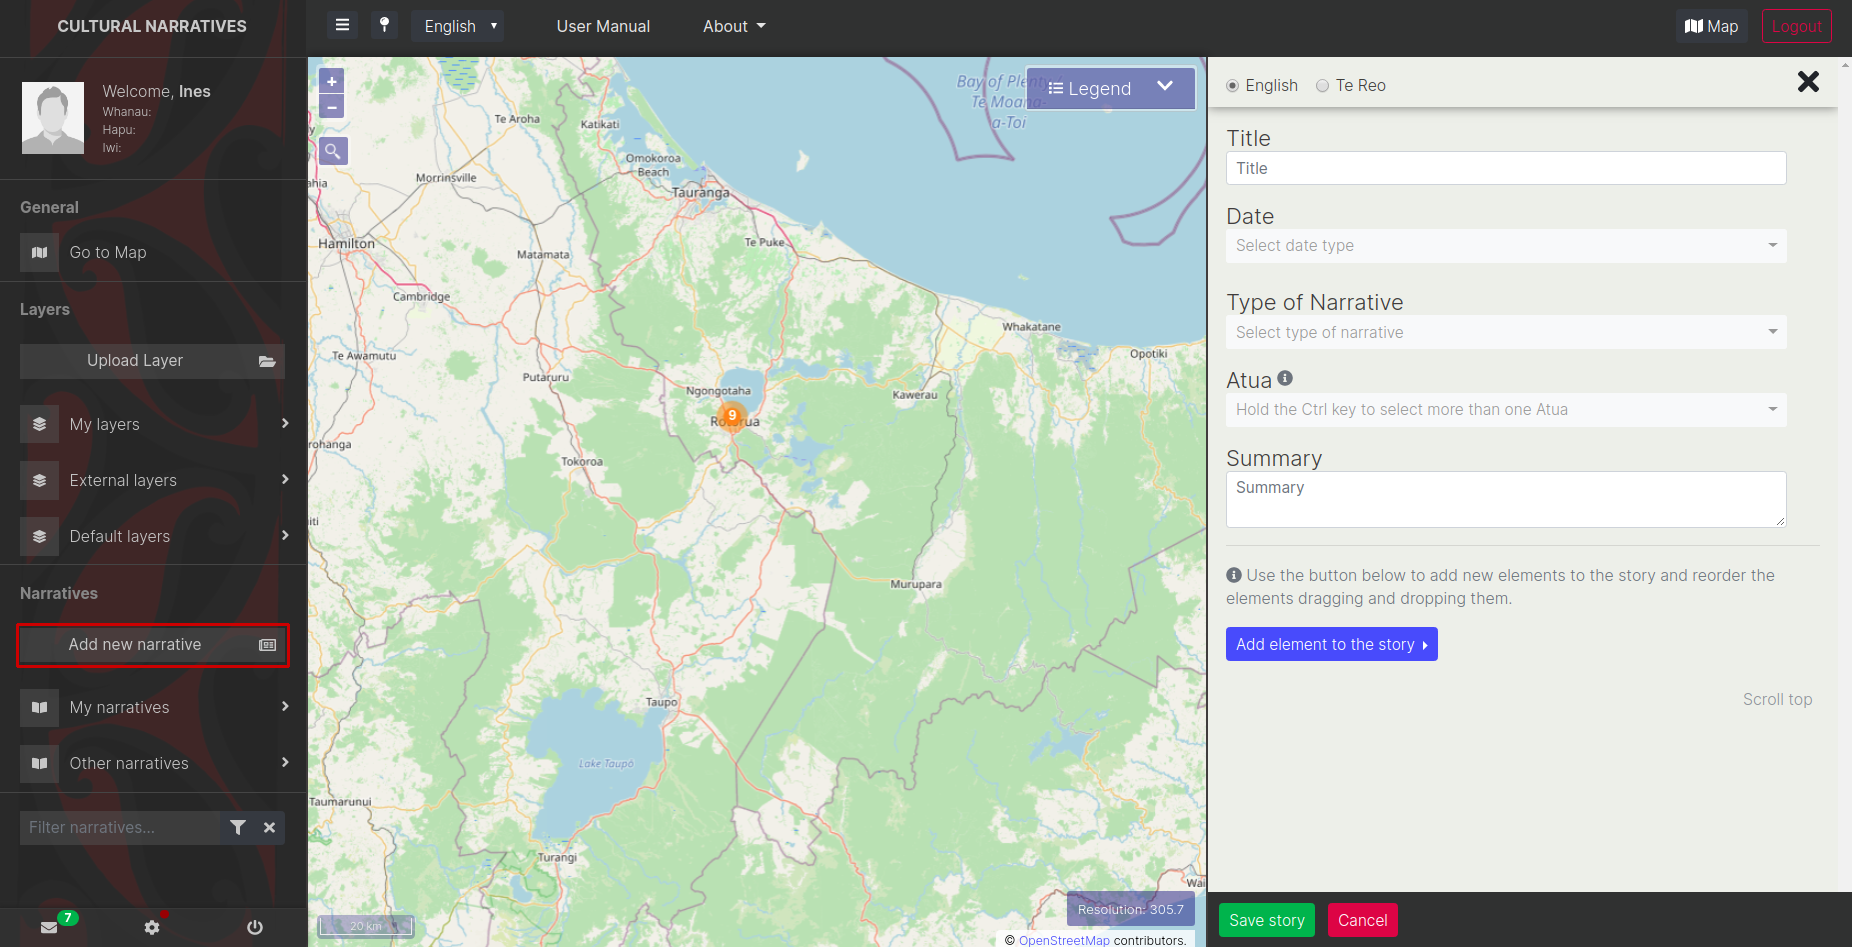 CULTURAL NARRATIVES
English
User Manual
About
Map
Logout
Welcome, Ines
Whanau:
Hapu:
Iwi:
General
Go to Map
Layers
Upload Layer
My layers
External layers
Default layers
Narratives
Add new narrative
My narratives
Other narratives
Filter narratives...
7
+
−
Legend
Bay of Plenty
Te Moana-
a-Toi
Te Aroha
Katikati
Omokoroa
Beach
Morrinsville
Tauranga
Hamilton
Te Puke
Matamata
Cambridge
Whakatane
Te Awamutu
Opotiki
Putaruru
Ngongotaha
Kawerau
9
Rotorua
rohanga
Tokoroa
Murupara
Taupo
Lake Taupō
Taumarunui
Turangi
Wai
20 km
Resolution: 305.7
© OpenStreetMap contributors.
English
Te Reo
Title
Title
Date
Select date type
Type of Narrative
Select type of narrative
Atua
Hold the Ctrl key to select more than one Atua
Summary
Summary
Use the button below to add new elements to the story and reorder the
elements dragging and dropping them.
Add element to the story
Scroll top
Save story
Cancel